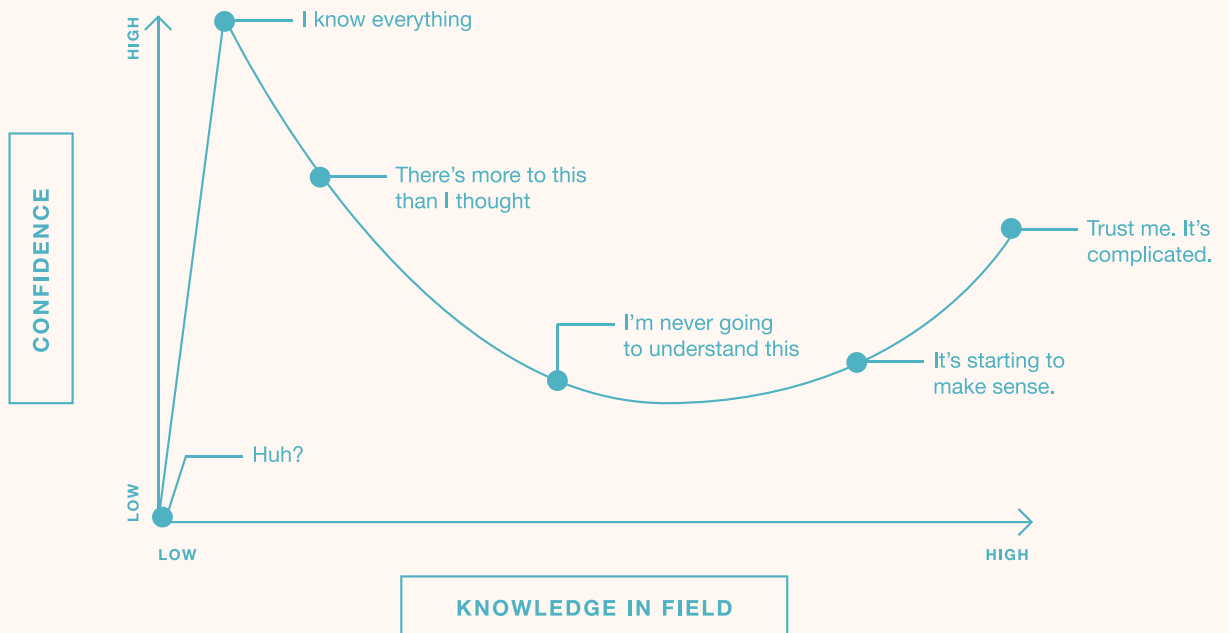 HIGH
I know everything
There’s more to this
than I thought
Trust me. It’s
complicated.
I’m never going
to understand this
It’s starting to
make sense.
CONFIDENCE
Huh?
LOW
LOW
HIGH
KNOWLEDGE IN FIELD